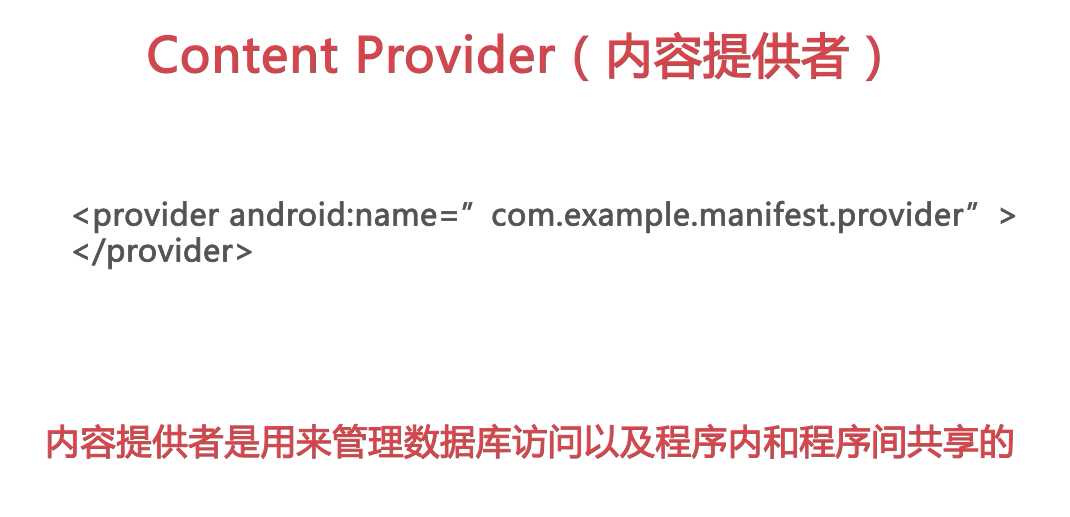 Content Provider（内容提供者）
<provider android:name=” com.example.manifest.provider” >
</provider>
内容提供者是用来管理数据库访问以及程序内和程序间共享的